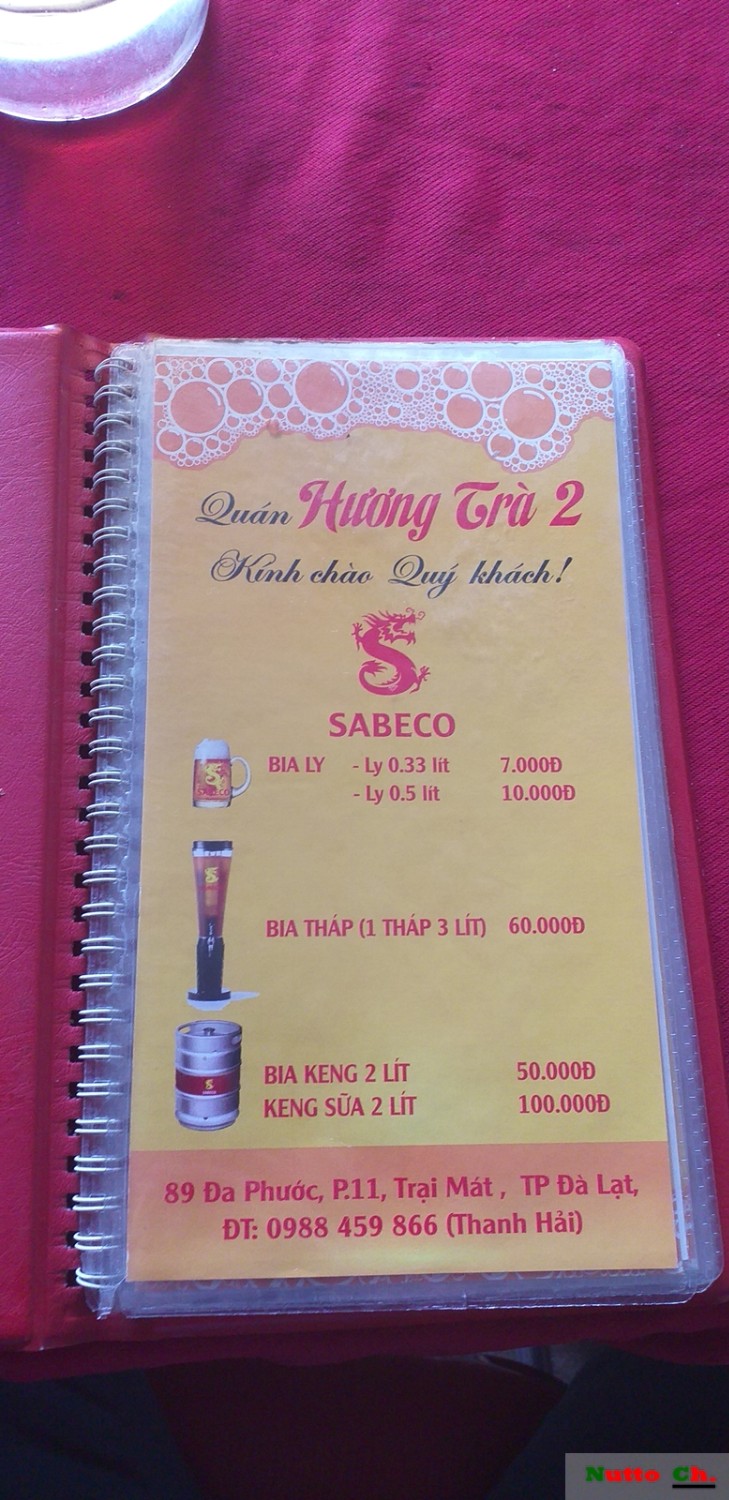 Quán Hương Trà 2
Kính chào Quý khách!
SABECO
BIA LY - Ly 0.33 lít 7.000Đ
- Ly 0.5 lít 10.000Đ
SABECO
BIA THÁP (1 THÁP 3 LÍT) 60.000Đ
BIA KENG 2 LÍT 50.000Đ
KENG SỮA 2 LÍT 100.000Đ
89 Đa Phước, P.11, Trại Mát , TP Đà Lạt,
ĐT: 0988 459 866 (Thanh Hải)
Nutto Ch.